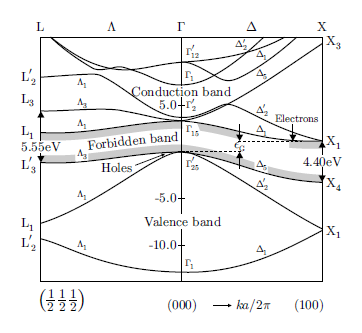 L Λ Γ Δ X
Γ′12 Δ′2 X3
Δ1
L′2 Λ1 Γ1 Δ5
Conduction band
L3 Λ3 5.0 Γ′2 Δ′2 Electrons
L1 Γ15 Δ1
Forbidden band X1
5.55eV eG 4.40eV
L′3 Λ3 Γ′25 Δ5
Holes Δ′2 X4
Λ1 -5.0
Valence band
L1 X1
L′2 Λ1 -10.0 Δ1
Γ1
(1/2 1/2 1/2) (000) → ka/2π (100)